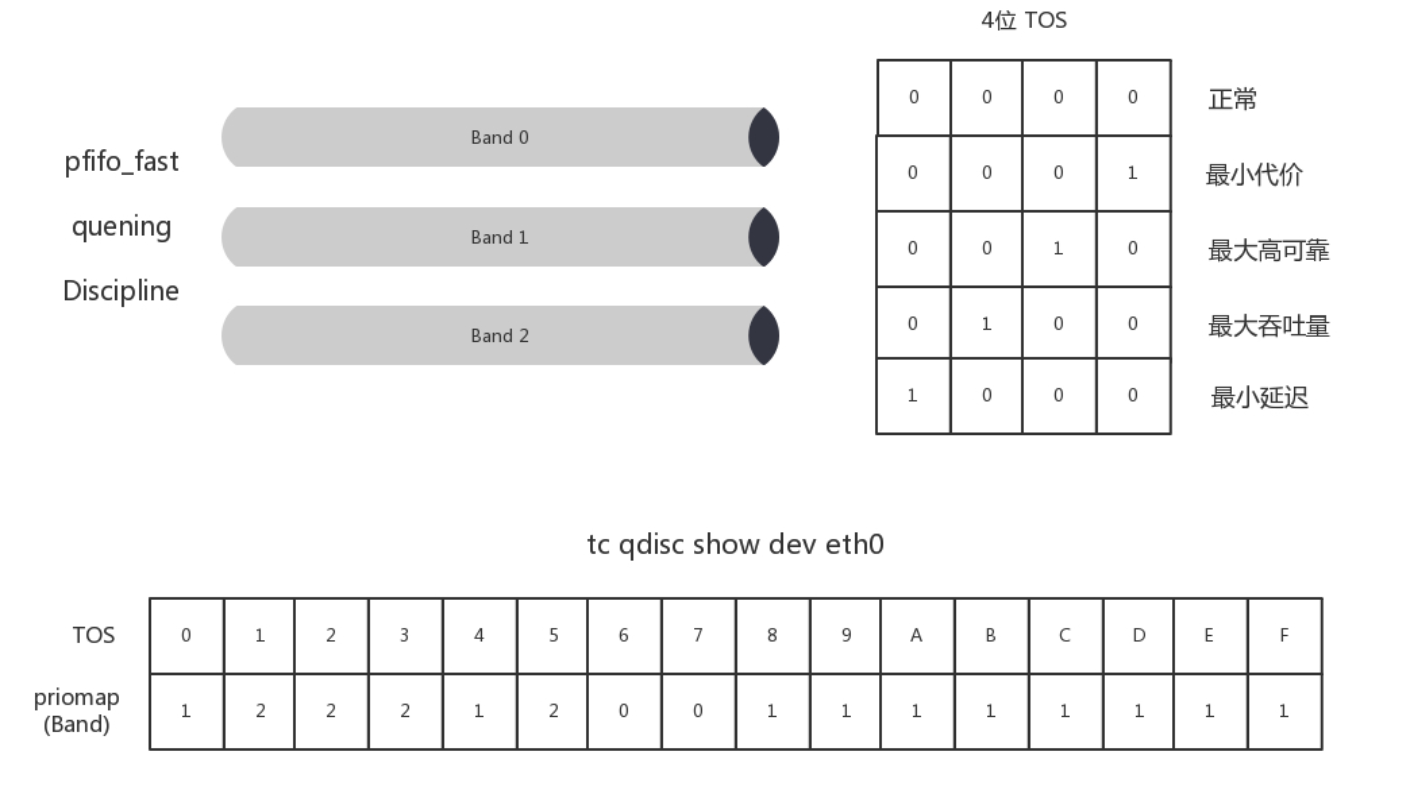 4位 TOS
pfifo_fast
quening
Discipline
Band 0
Band 1
Band 2
0 0 0 0 正常
0 0 0 1 最小代价
0 0 1 0 最大高可靠
0 1 0 0 最大吞吐量
1 0 0 0 最小延迟
tc qdisc show dev eth0
TOS 0 1 2 3 4 5 6 7 8 9 A B C D E F
priomap
(Band) 1 2 2 2 1 2 0 0 1 1 1 1 1 1 1 1